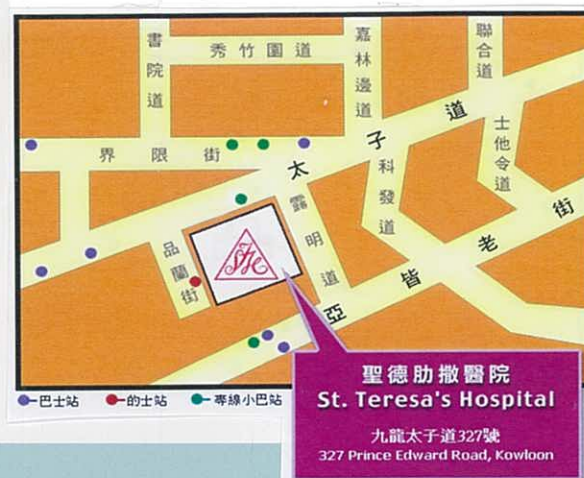 書院道
秀竹園道
嘉林邊道
聯合道
界限街
太子道
士他令道
科發道
露明道
品蘭街
亞皆老街
STH
巴士站
的士站
專線小巴站
聖德肋撒醫院
St. Teresa's Hospital
九龍太子道327號
327 Prince Edward Road, Kowloon